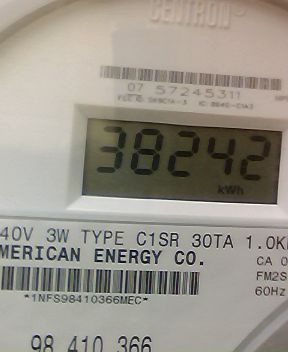 CENTRON®
07 57245311
38242
kWh
40V 3W TYPE C1SR 30TA 1.0K
MERICAN ENERGY CO.
CA 0
FM2S
60Hz
*1NFS98410366MEC*
98 410 366